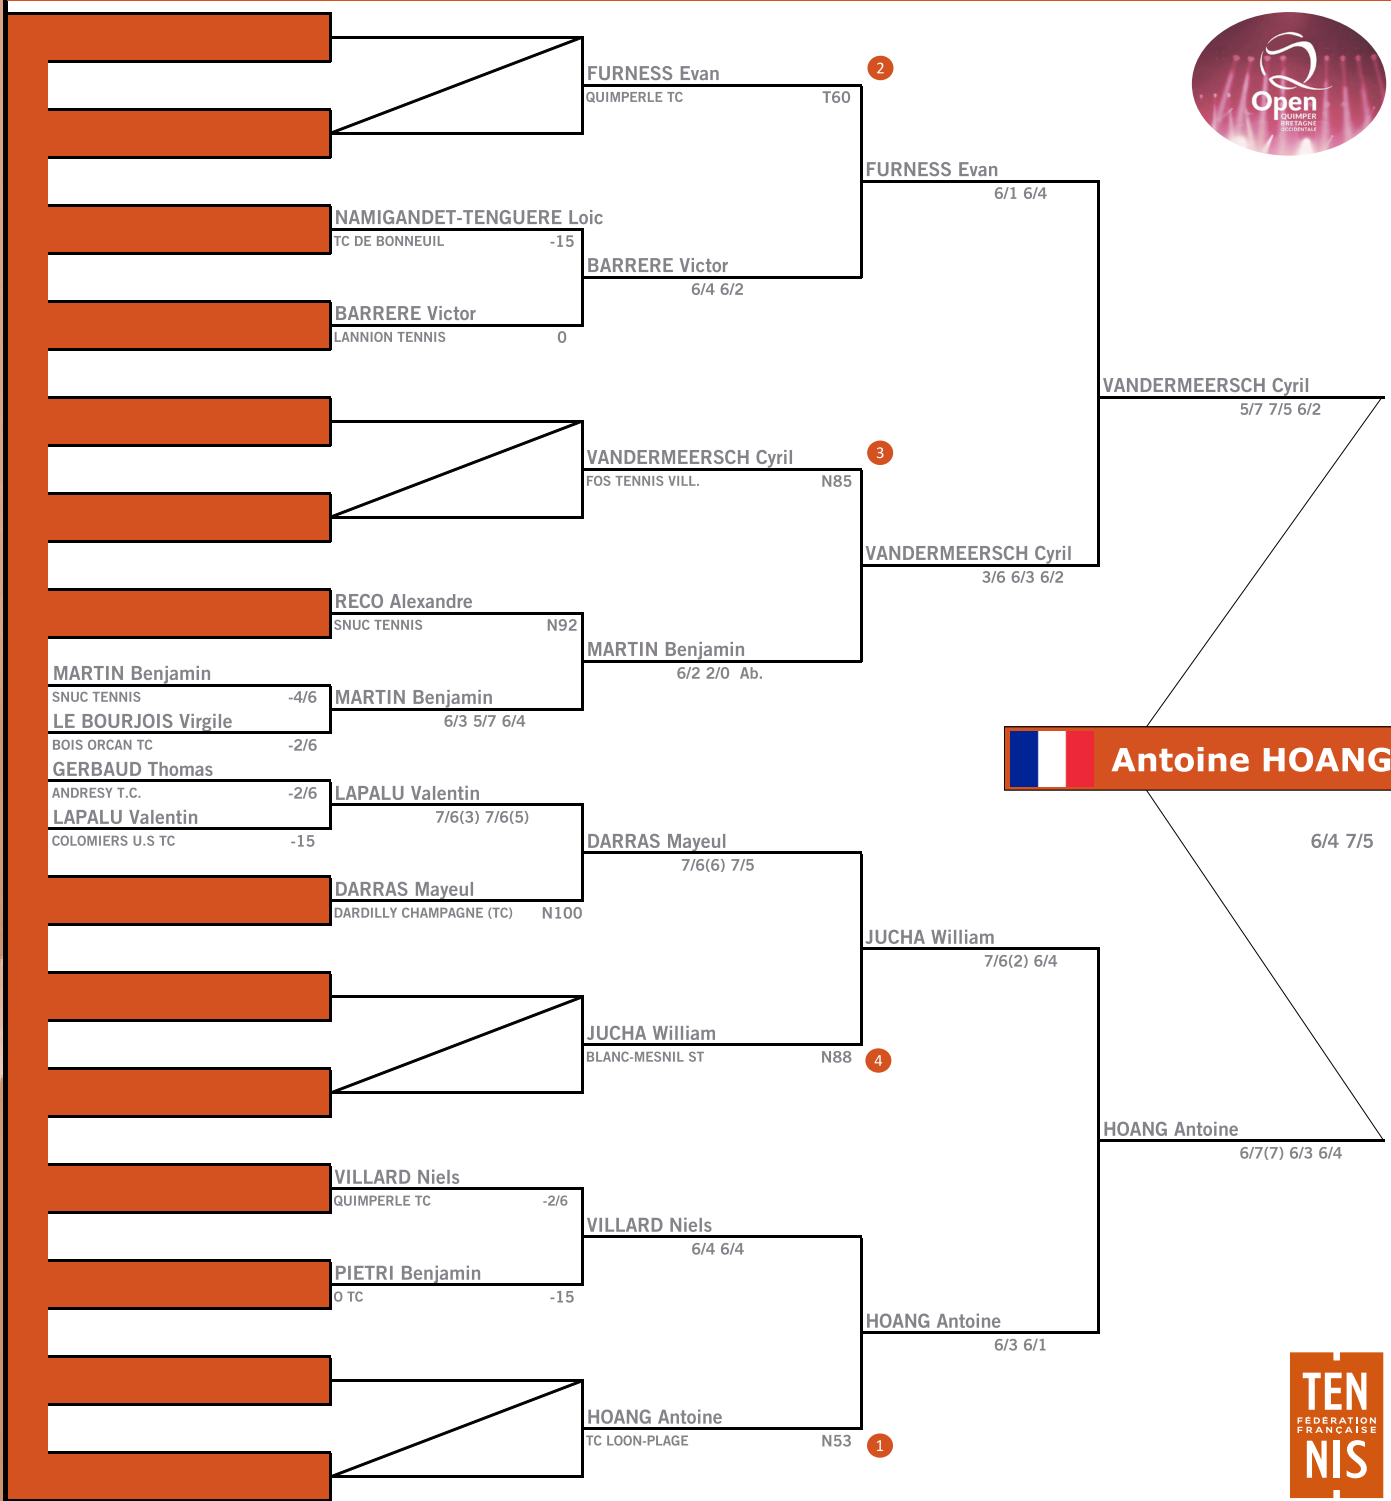 FURNESS Evan
QUIMPERLE TC T60
2
Open
QUIMPER
BRETAGNE
OCCIDENTALE
FURNESS Evan
6/1 6/4
NAMIGANDET-TENGUERE Loic
TC DE BONNEUIL -15
BARRERE Victor
6/4 6/2
BARRERE Victor
LANNION TENNIS 0
VANDERMEERSCH Cyril
5/7 7/5 6/2
VANDERMEERSCH Cyril
FOS TENNIS VILL. N85
3
VANDERMEERSCH Cyril
3/6 6/3 6/2
RECO Alexandre
SNUC TENNIS N92
MARTIN Benjamin
6/2 2/0 Ab.
MARTIN Benjamin
SNUC TENNIS -4/6
MARTIN Benjamin
6/3 5/7 6/4
LE BOURJOIS Virgile
BOIS ORCAN TC -2/6
Antoine HOANG
GERBAUD Thomas
ANDRESY T.C. -2/6
LAPALU Valentin
7/6(3) 7/6(5)
LAPALU Valentin
COLOMIERS U.S TC -15
6/4 7/5
DARRAS Mayeul
7/6(6) 7/5
DARRAS Mayeul
DARDILLY CHAMPAGNE (TC) N100
JUCHA William
7/6(2) 6/4
JUCHA William
BLANC-MESNIL ST N88
4
HOANG Antoine
6/7(7) 6/3 6/4
VILLARD Niels
QUIMPERLE TC -2/6
VILLARD Niels
6/4 6/4
PIETRI Benjamin
O TC -15
HOANG Antoine
6/3 6/1
HOANG Antoine
TC LOON-PLAGE N53
1
TEN
FÉDÉRATION
FRANÇAISE
NIS